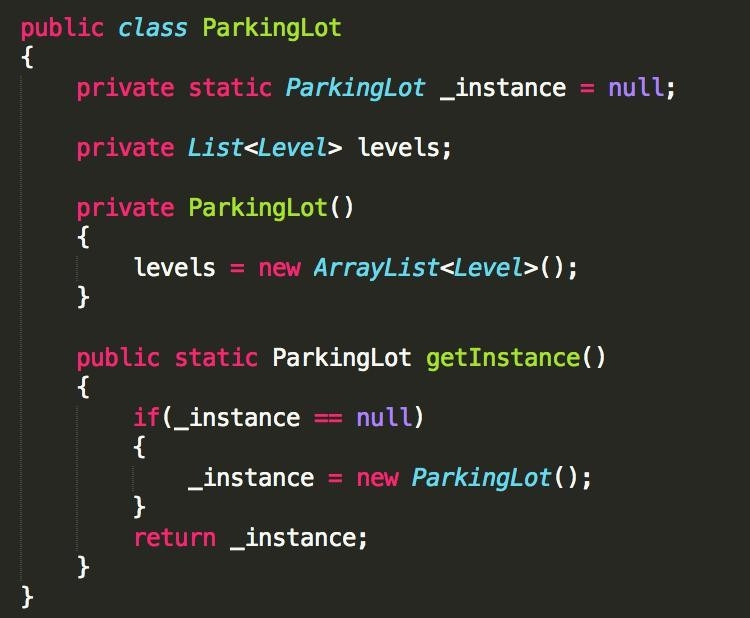 public class ParkingLot
{
    private static ParkingLot _instance = null;
    private List<Level> levels;
    private ParkingLot()
    {
        levels = new ArrayList<Level>();
    }
    public static ParkingLot getInstance()
    {
        if(_instance == null)
        {
            _instance = new ParkingLot();
        }
        return _instance;
    }
}